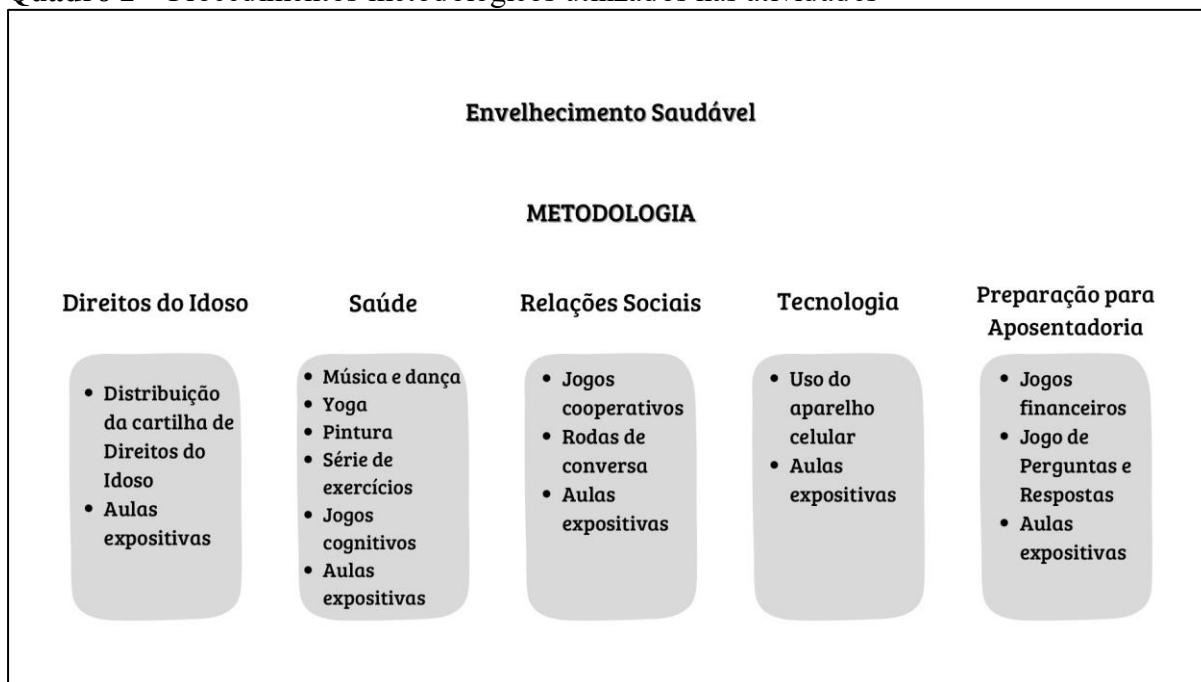 Envelhecimento Saudável
METODOLOGIA
Direitos do Idoso
• Distribuição
da cartilha de
Direitos do
Idoso
• Aulas
expositivas
Saúde
• Música e dança
• Yoga
• Pintura
• Série de
exercícios
• Jogos
cognitivos
• Aulas
expositivas
Relações Sociais
• Jogos
cooperativos
• Rodas de
conversa
• Aulas
expositivas
Tecnologia
• Uso do
aparelho
celular
• Aulas
expositivas
Preparação para
Aposentadoria
• Jogos
financeiros
• Jogo de
Perguntas e
Respostas
• Aulas
expositivas